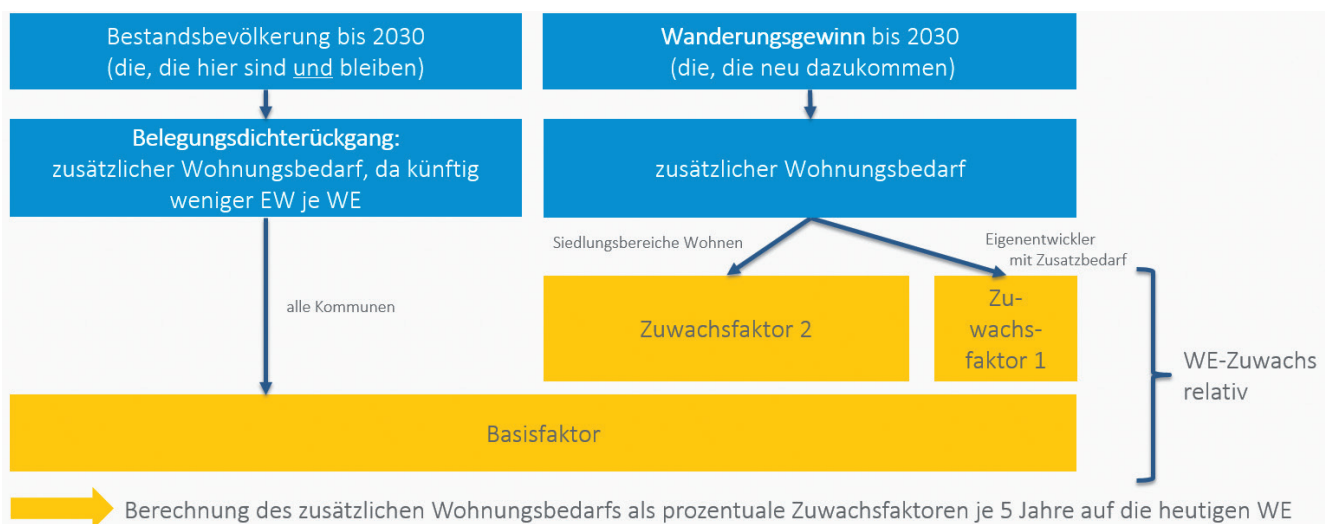 Bestandsbevölkerung bis 2030
(die, die hier sind und bleiben)
Wanderungsgewinn bis 2030
(die, die neu dazukommen)
Belegungsdichterückgang:
zusätzlicher Wohnungsbedarf, da künftig
weniger EW je WE
zusätzlicher Wohnungsbedarf
Siedlungsbereiche Wohnen
Eigenentwickler
mit Zusatzbedarf
alle Kommunen
Zuwachsfaktor 2
Zu-
wachs-
faktor 1
WE-Zuwachs
relativ
Basisfaktor
Berechnung des zusätzlichen Wohnungsbedarfs als prozentuale Zuwachsfaktoren je 5 Jahre auf die heutigen WE